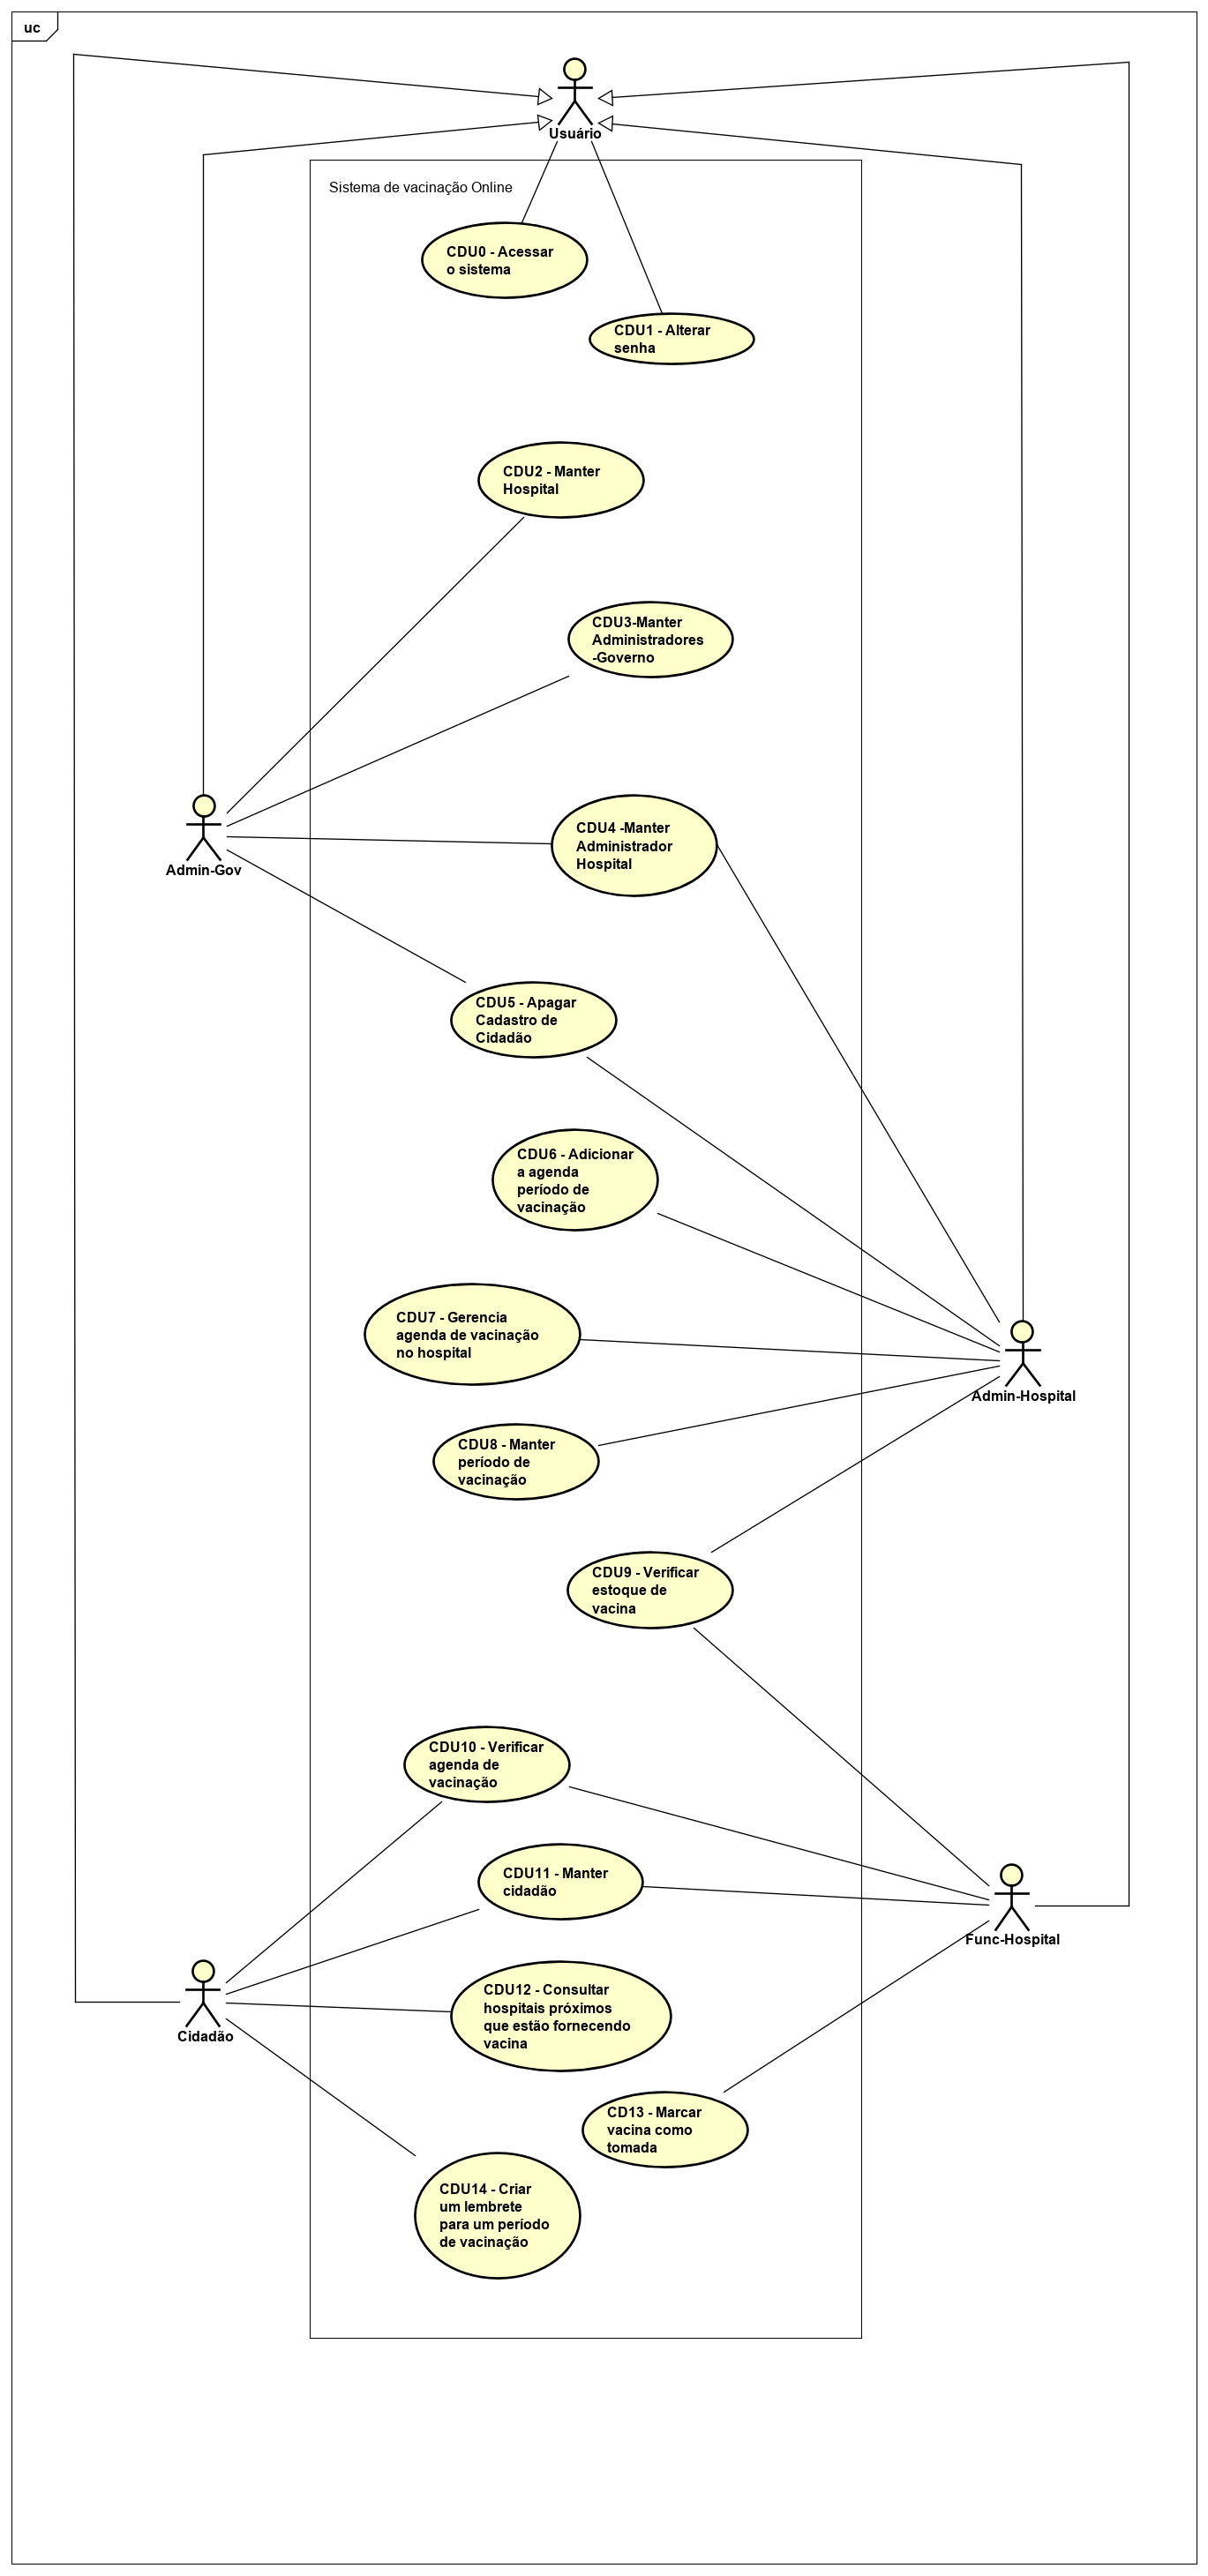 uc
Usuário
Sistema de vacinação Online
CDU0 - Acessar
o sistema
CDU1 - Alterar
senha
CDU2 - Manter
Hospital
CDU3-Manter
Administradores
-Governo
Admin-Gov
CDU4 -Manter
Administrador
Hospital
CDU5 - Apagar
Cadastro de
Cidadão
CDU6 - Adicionar
a agenda
período de
vacinação
CDU7 - Gerencia
agenda de vacinação
no hospital
Admin-Hospital
CDU8 - Manter
período de
vacinação
CDU9 - Verificar
estoque de
vacina
CDU10 - Verificar
agenda de
vacinação
CDU11 - Manter
cidadão
Func-Hospital
CDU12 - Consultar
hospitais próximos
que estão fornecendo
vacina
Cidadão
CD13 - Marcar
vacina como
tomada
CDU14 - Criar
um lembrete
para um período
de vacinação